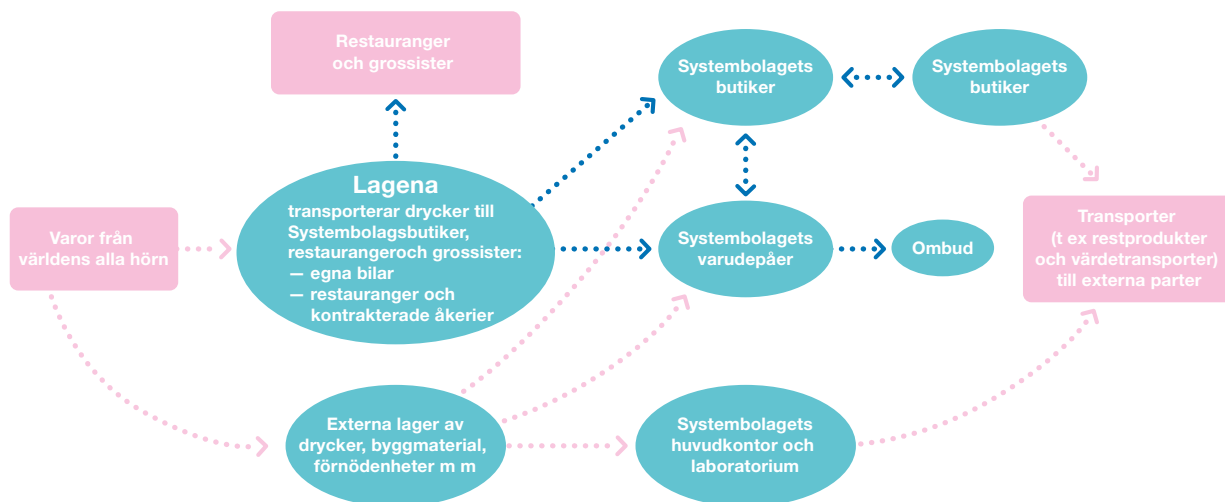 Restauranger
och grossister
Systembolagets
butiker
Systembolagets
butiker
Lagena
transporterar drycker till
Systembolagsbutiker,
restaurangeroch grossister:
— egna bilar
— restauranger och
kontrakterade åkerier
Varor från
världens alla hörn
Systembolagets
varudepåer
Ombud
Transporter
(t ex restprodukter
och värdetransporter)
till externa parter
Externa lager av
drycker, byggmaterial,
förnödenheter m m
Systembolagets
huvudkontor och
laboratorium